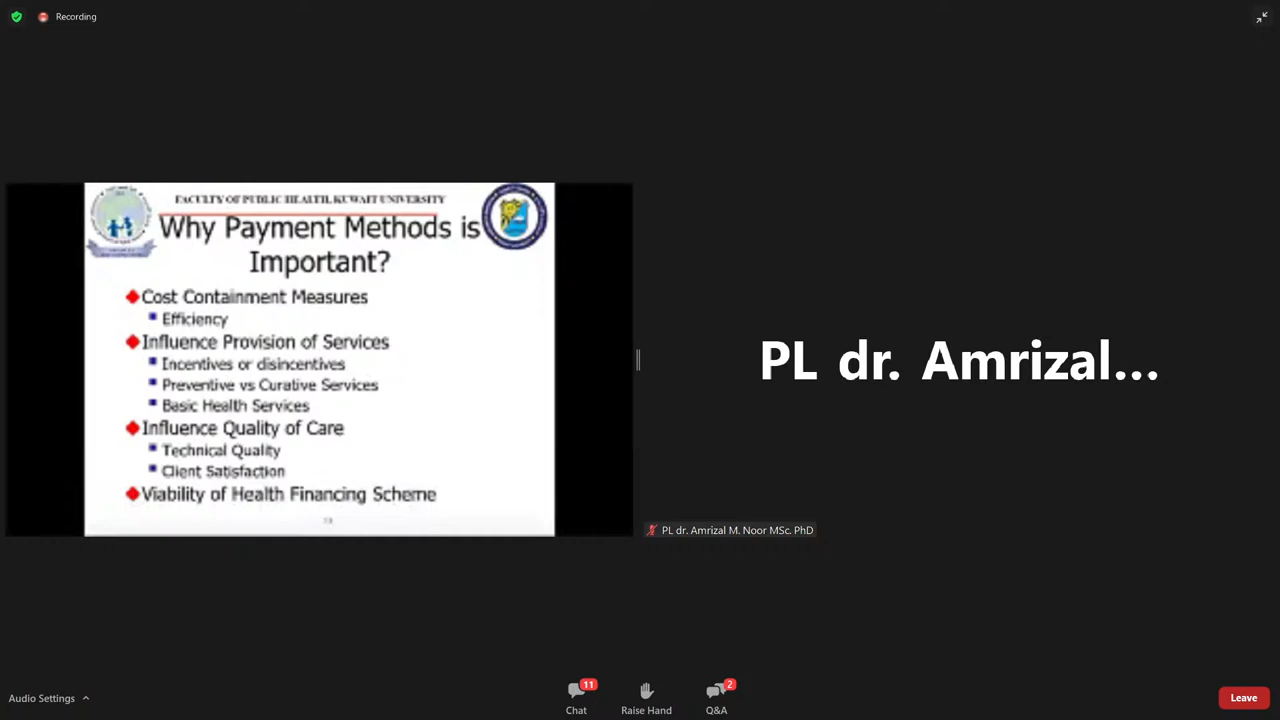 Recording
FACULTY OF PUBLIC HEALTH, KUWAIT UNIVERSITY
Why Payment Methods is
Important?
Cost Containment Measures
Efficiency
Influence Provision of Services
Incentives or disincentives
Preventive vs Curative Services
Basic Health Services
Influence Quality of Care
Technical Quality
Client Satisfaction
Viability of Health Financing Scheme
PL dr. Amrizal...
PL dr. Amrizal M. Noor MSc. PhD
Audio Settings
11
Chat
Raise Hand
2
Q&A
Leave